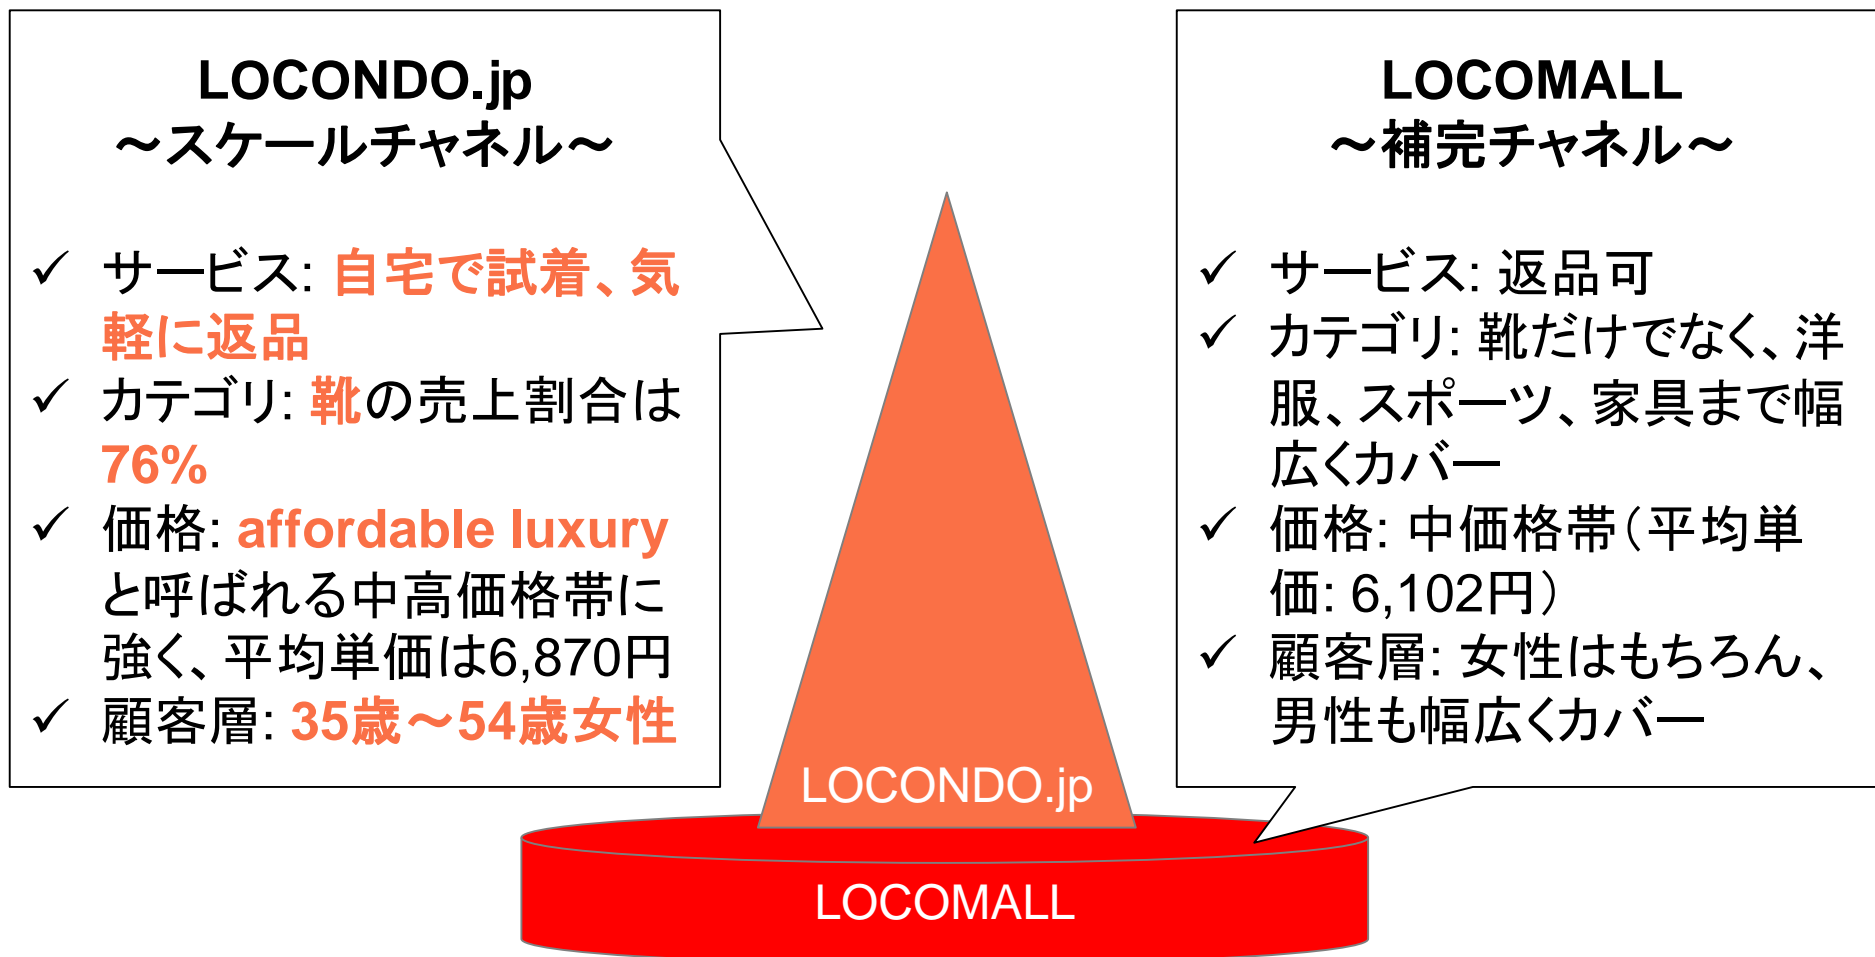 LOCONDO.jp
～スケールチャネル～
✓ サービス: 自宅で試着、気
軽に返品
✓ カテゴリ: 靴の売上割合は
76%
✓ 価格: affordable luxury
と呼ばれる中高価格帯に
強く、平均単価は6,870円
✓ 顧客層: 35歳～54歳女性
LOCOMALL
～補完チャネル～
✓ サービス: 返品可
✓ カテゴリ: 靴だけでなく、洋
服、スポーツ、家具まで幅
広くカバー
✓ 価格: 中価格帯（平均単
価: 6,102円）
✓ 顧客層: 女性はもちろん、
男性も幅広くカバー
LOCONDO.jp
LOCOMALL